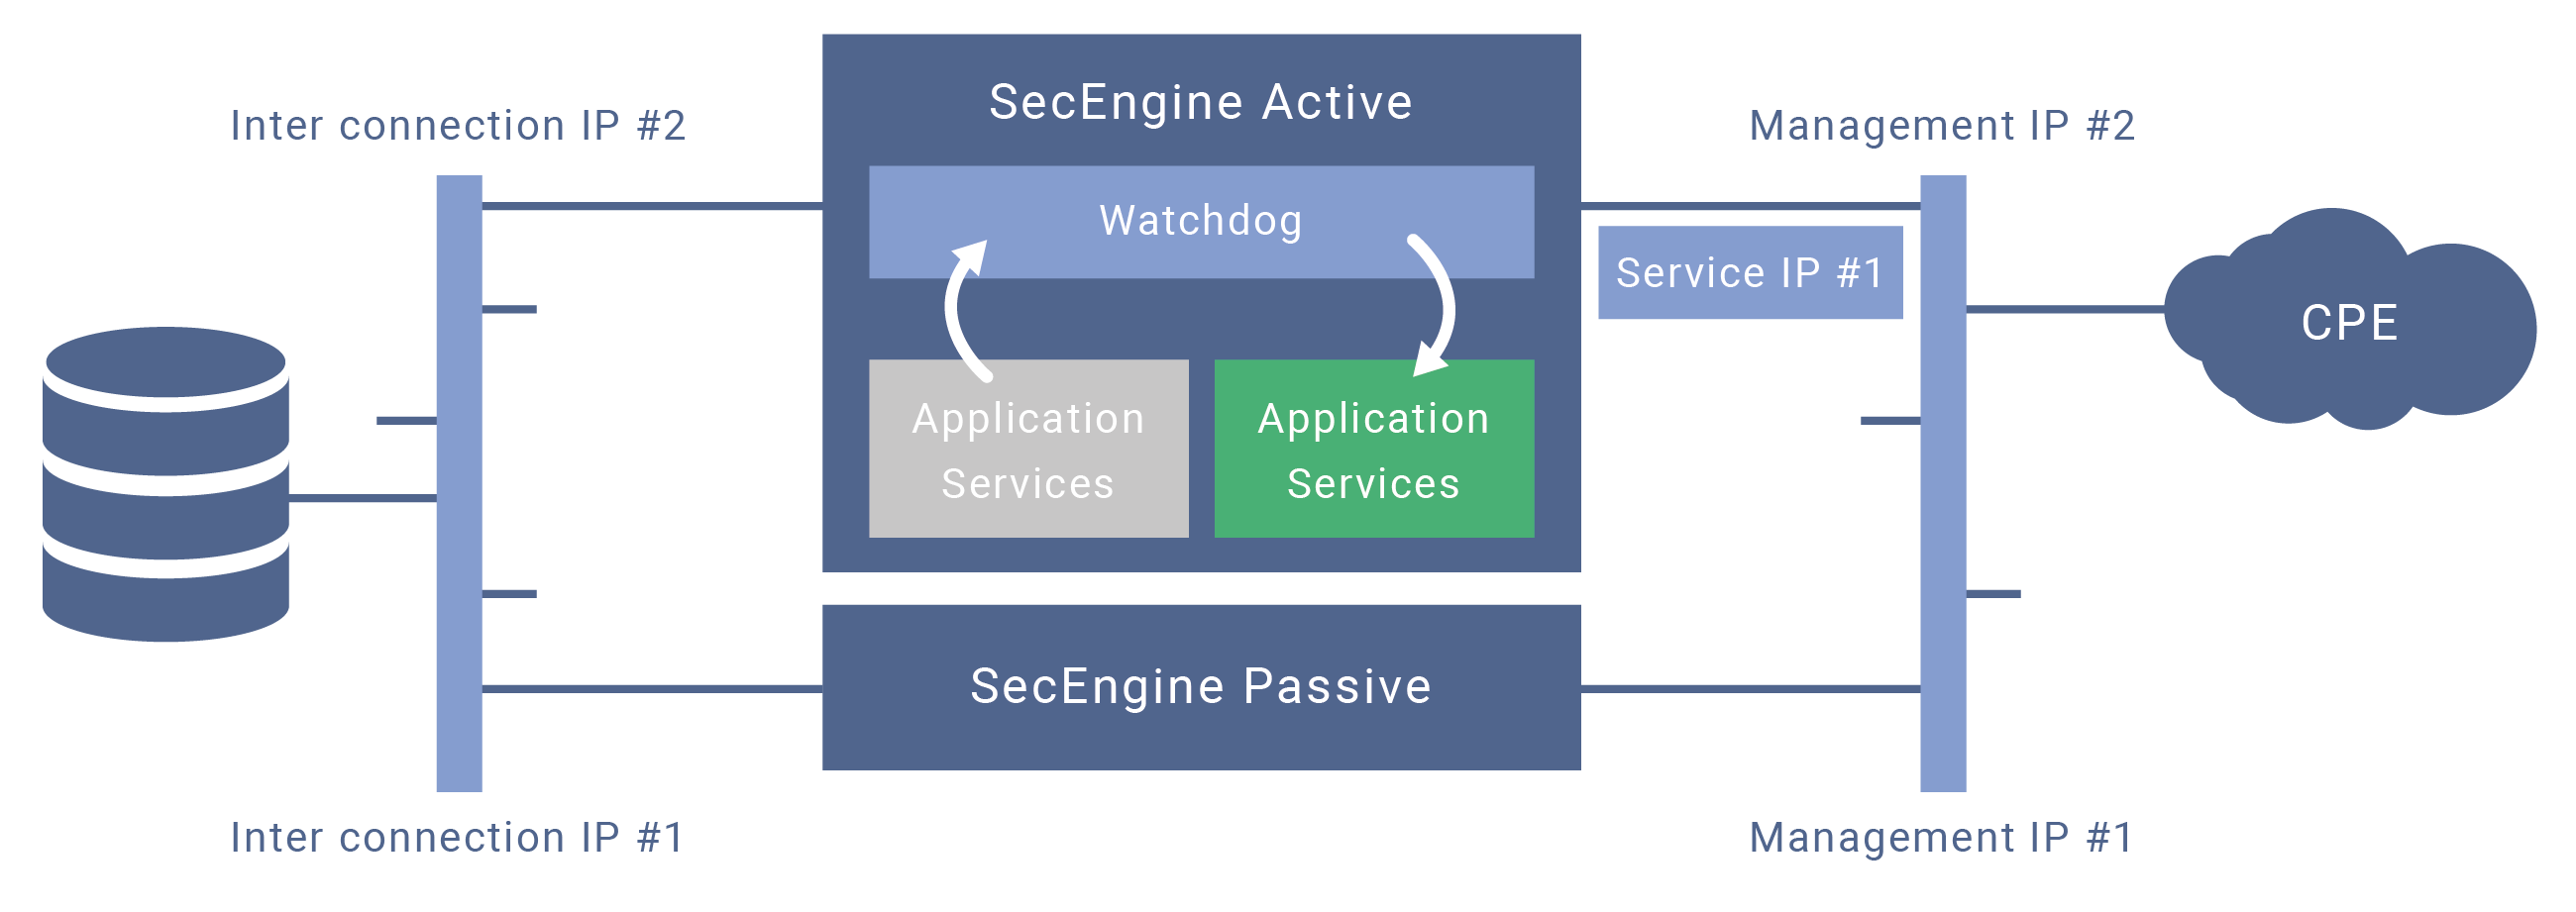 Inter connection IP #2
SecEngine Active
Management IP #2
Watchdog
Service IP #1
CPE
Application
Services
Application
Services
SecEngine Passive
Inter connection IP #1
Management IP #1